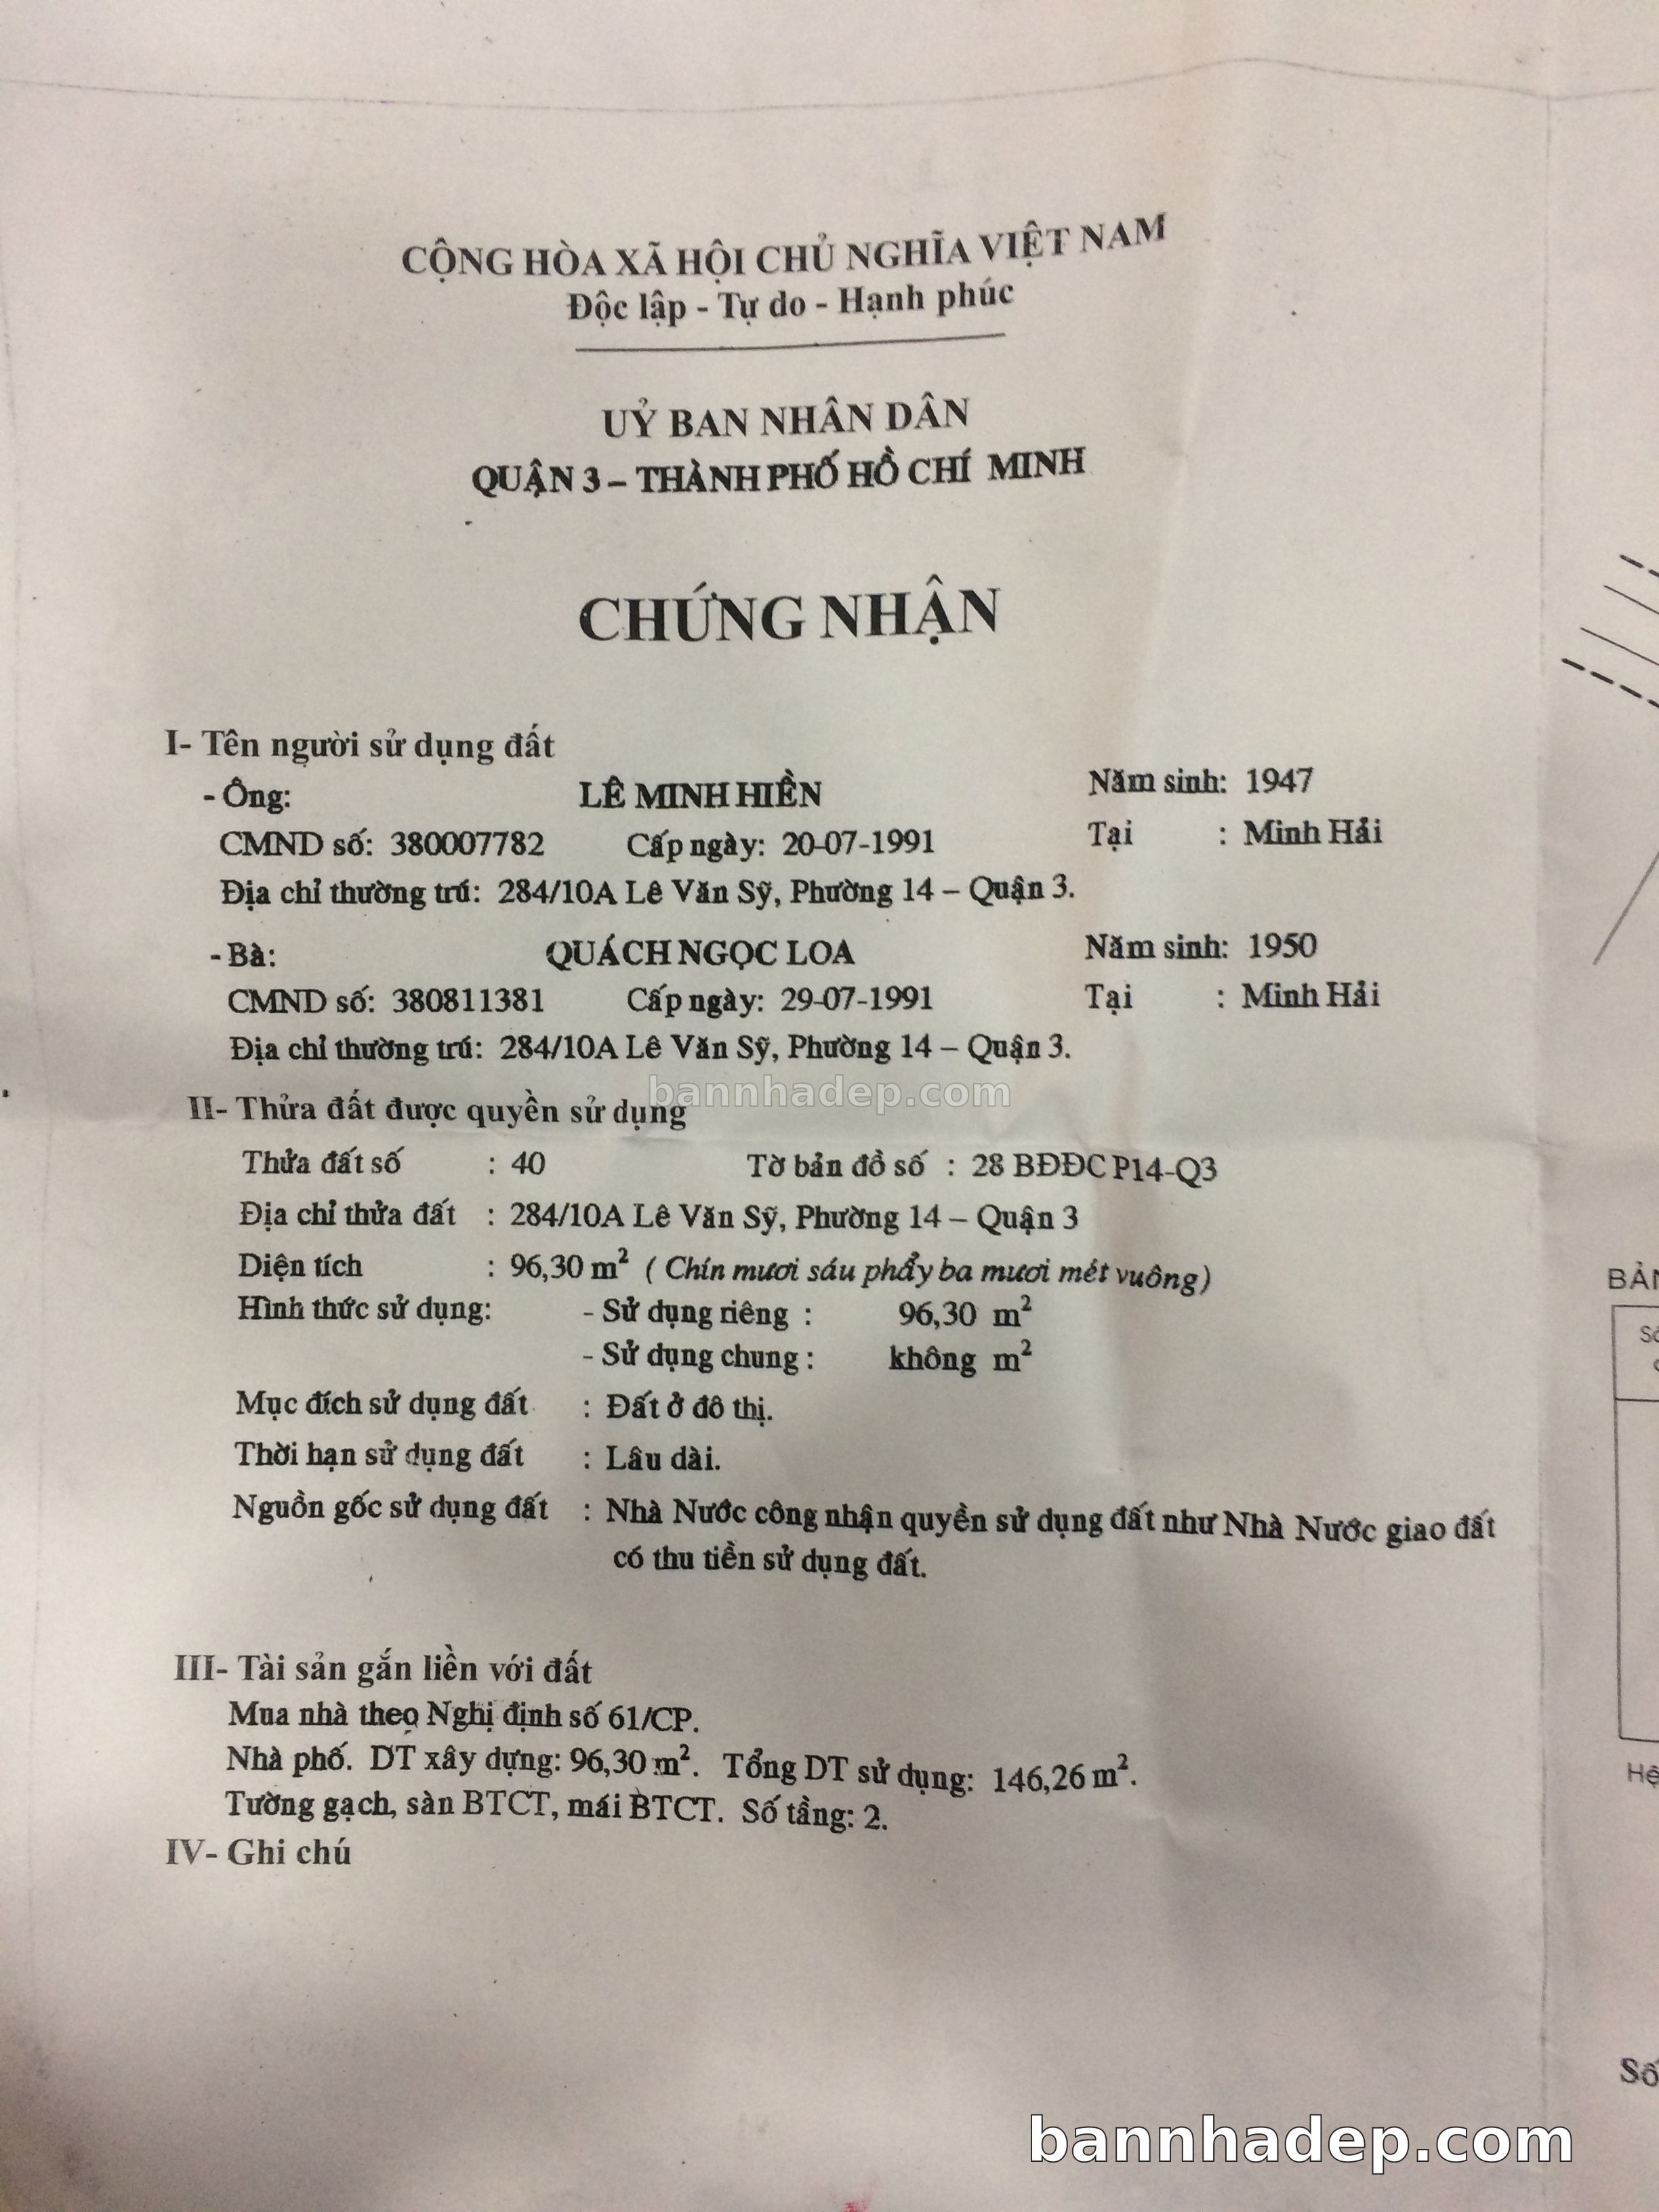 CỘNG HÒA XÃ HỘI CHỦ NGHĨA VIỆT NAM
Độc lập - Tự do - Hạnh phúc
UỶ BAN NHÂN DÂN
QUẬN 3 – THÀNH PHỐ HỒ CHÍ MINH
CHỨNG NHẬN
I- Tên người sử dụng đất
- Ông: LÊ MINH HIỀN Năm sinh: 1947
CMND số: 380007782 Cấp ngày: 20-07-1991 Tại : Minh Hải
Địa chỉ thường trú: 284/10A Lê Văn Sỹ, Phường 14 – Quận 3.
- Bà: QUÁCH NGỌC LOA Năm sinh: 1950
CMND số: 380811381 Cấp ngày: 29-07-1991 Tại : Minh Hải
Địa chỉ thường trú: 284/10A Lê Văn Sỹ, Phường 14 – Quận 3.
bannhadep.com
II- Thửa đất được quyền sử dụng
Thửa đất số : 40 Tờ bản đồ số : 28 BĐĐC P14-Q3
Địa chỉ thửa đất : 284/10A Lê Văn Sỹ, Phường 14 – Quận 3
Diện tích : 96,30 m² ( Chín mươi sáu phẩy ba mươi mét vuông)
Hình thức sử dụng: - Sử dụng riêng : 96,30 m²
- Sử dụng chung : không m²
Mục đích sử dụng đất : Đất ở đô thị.
Thời hạn sử dụng đất : Lâu dài.
Nguồn gốc sử dụng đất : Nhà Nước công nhận quyền sử dụng đất như Nhà Nước giao đất
có thu tiền sử dụng đất.
III- Tài sản gắn liền với đất
Mua nhà theo Nghị định số 61/CP.
Nhà phố. DT xây dựng: 96,30 m². Tổng DT sử dụng: 146,26 m².
Tường gạch, sàn BTCT, mái BTCT. Số tầng: 2.
IV- Ghi chú
Số
bannhadep.com